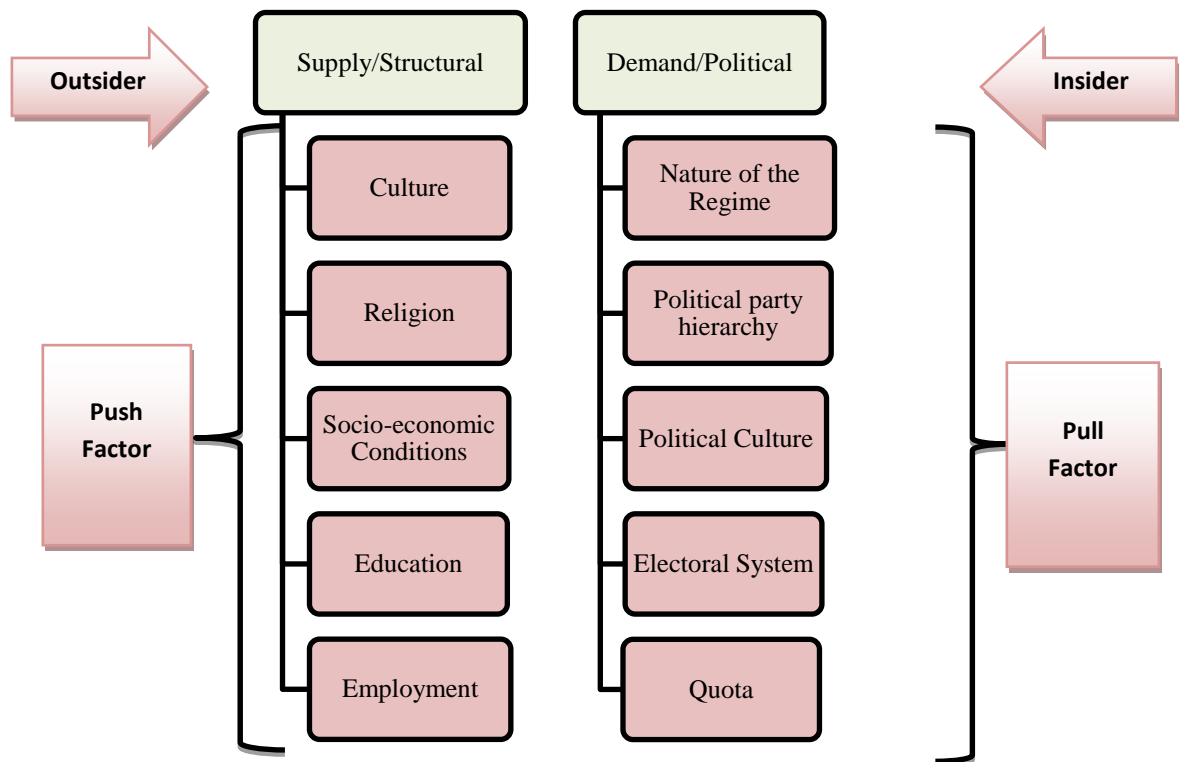 Outsider
Supply/Structural
Culture
Religion
Socio-economic
Conditions
Education
Employment
Push
Factor
Demand/Political
Nature of the
Regime
Political party
hierarchy
Political Culture
Electoral System
Quota
Insider
Pull
Factor